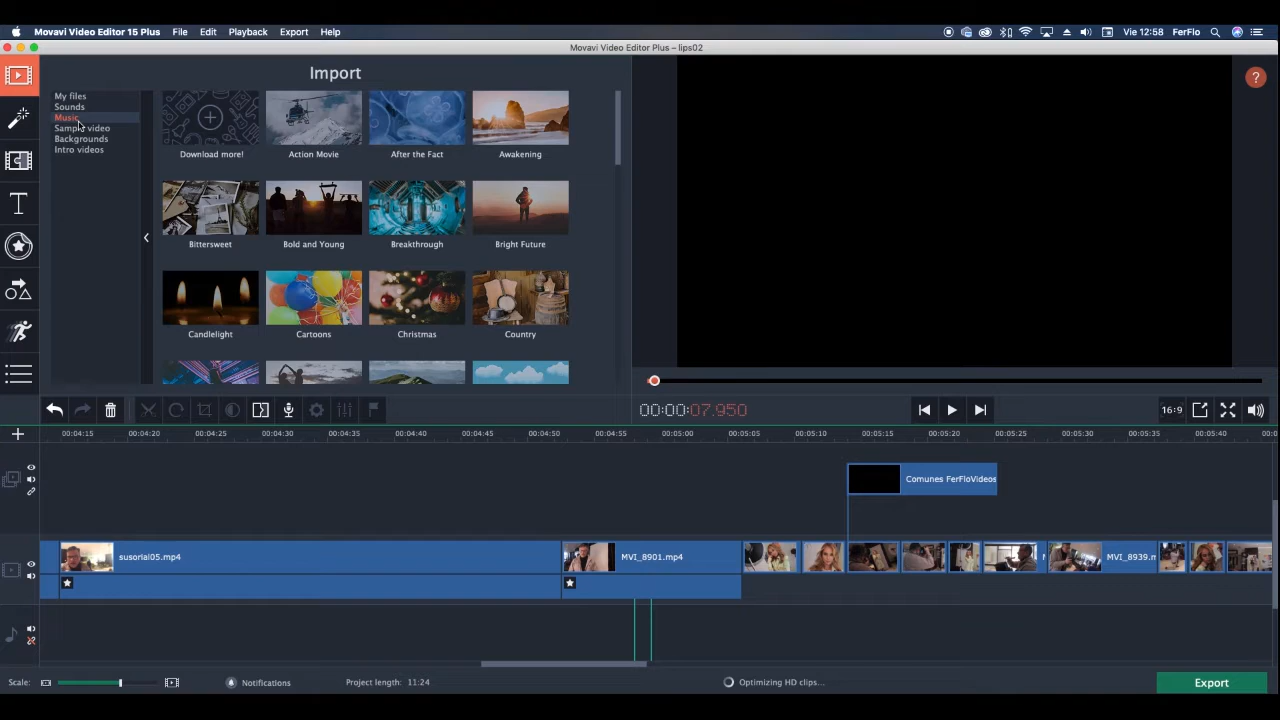 Movavi Video Editor 15 Plus File Edit Playback Export Help Vie 12:58 FerFlo
Movavi Video Editor Plus – lips02
Import
?
My files
Sounds
Music
Sample video
Backgrounds
Intro videos
Download more! Action Movie After the Fact Awakening
Bittersweet Bold and Young Breakthrough Bright Future
Candlelight Cartoons Christmas Country
00:00:07.950 16:9
00:04:15 00:04:20 00:04:25 00:04:30 00:04:35 00:04:40 00:04:45 00:04:50 00:04:55 00:05:00 00:05:05 00:05:10 00:05:15 00:05:20 00:05:25 00:05:30 00:05:35 00:05:40
Comunes FerFloVideos
susorial05.mp4 MVI_8901.mp4 MVI_8939.m
Scale: Notifications Project length: 11:24 Optimizing HD clips... Export